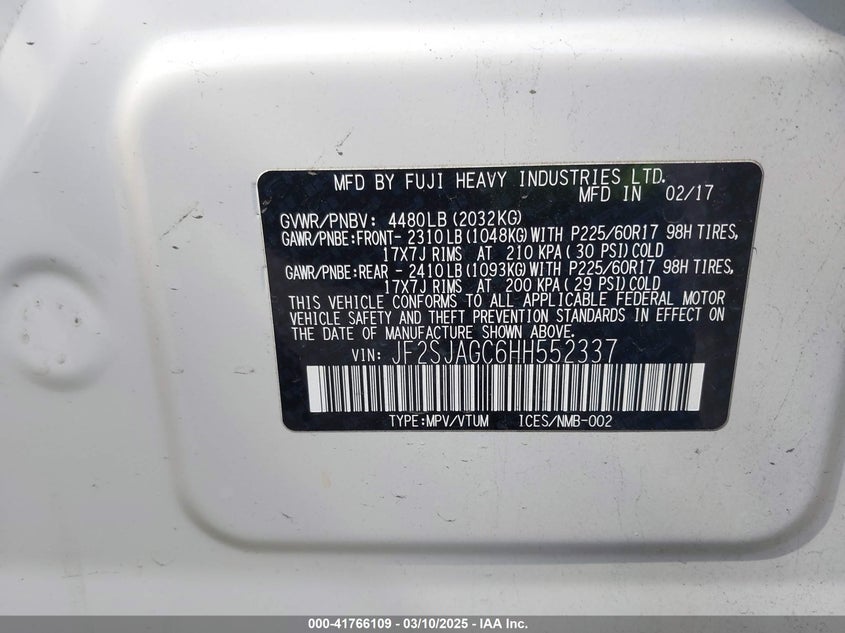 MFD BY FUJI HEAVY INDUSTRIES LTD.
MFD IN 02/17
GVWR/PNBV: 4480LB (2032KG)
GAWR/PNBE:FRONT- 2310LB (1048KG) WITH P225/60R17 98H TIRES,
17X7J RIMS AT 210 KPA ( 30 PSI) COLD
GAWR/PNBE:REAR - 2410LB (1093KG) WITH P225/60R17 98H TIRES,
17X7J RIMS AT 200 KPA ( 29 PSI) COLD
THIS VEHICLE CONFORMS TO ALL APPLICABLE FEDERAL MOTOR
VEHICLE SAFETY AND THEFT PREVENTION STANDARDS IN EFFECT ON
THE DATE OF MANUFACTURE SHOWN ABOVE.
VIN: JF2SJAGC6HH552337
TYPE:MPV/VTUM ICES/NMB-002
000-41766109 - 03/10/2025 - IAA Inc.